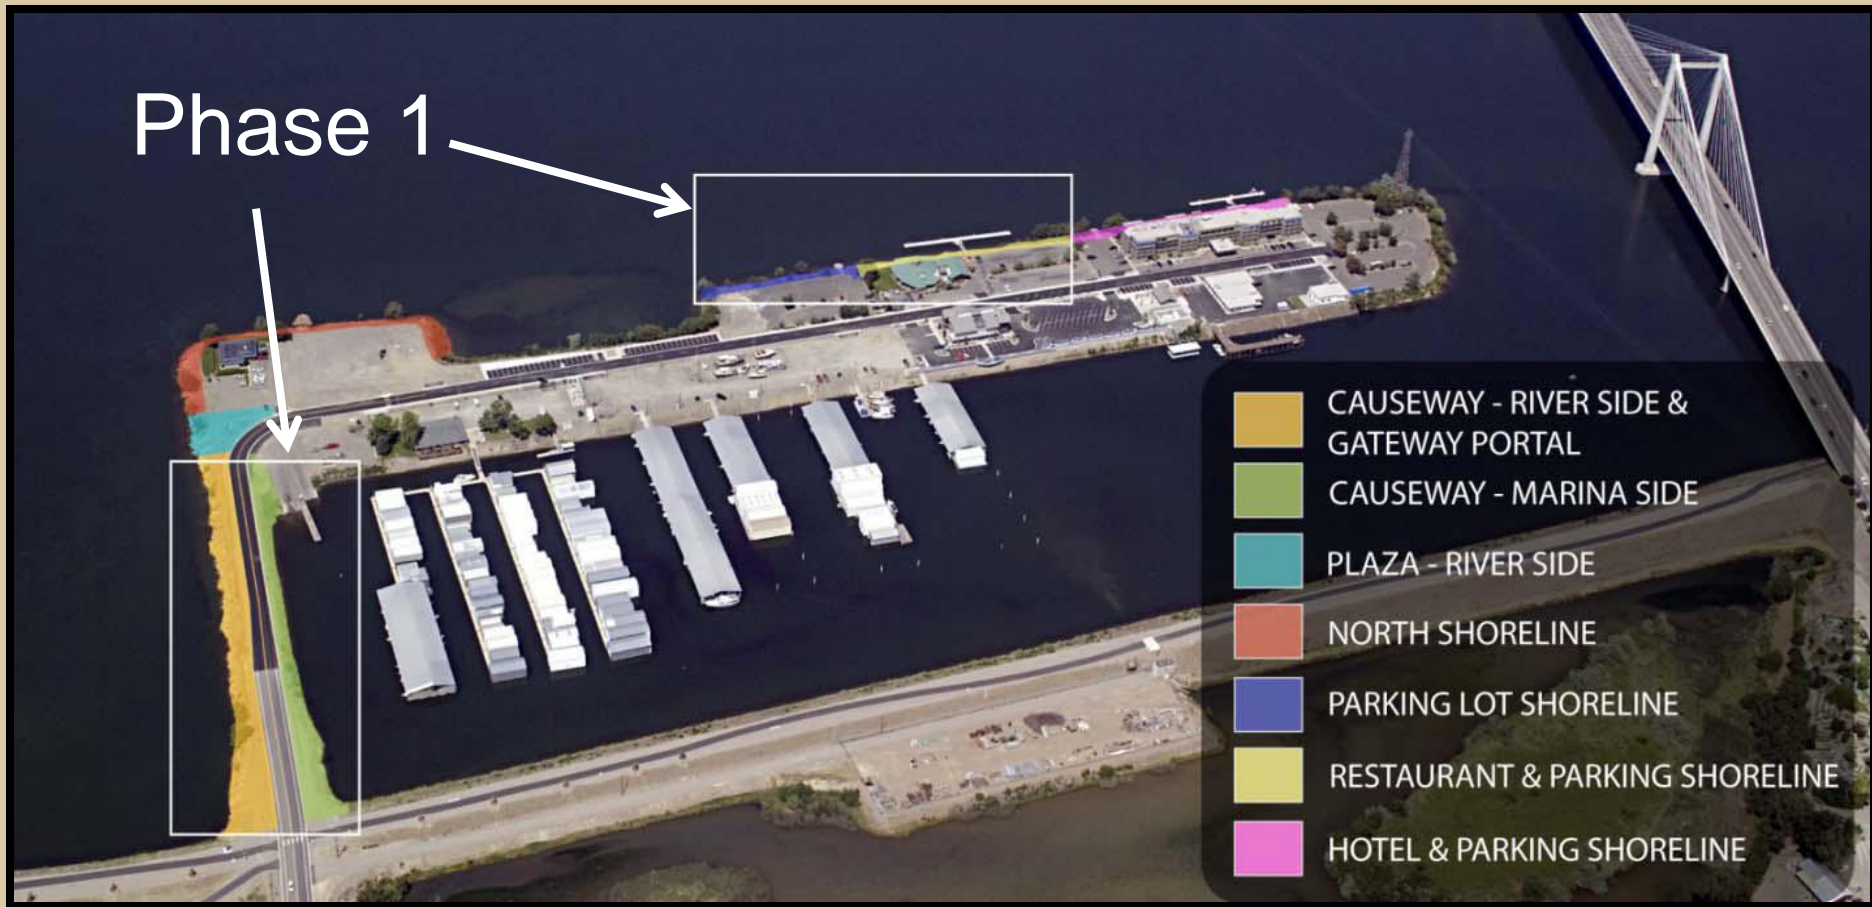 Phase 1
CAUSEWAY - RIVER SIDE &
GATEWAY PORTAL
CAUSEWAY - MARINA SIDE
PLAZA - RIVER SIDE
NORTH SHORELINE
PARKING LOT SHORELINE
RESTAURANT & PARKING SHORELINE
HOTEL & PARKING SHORELINE